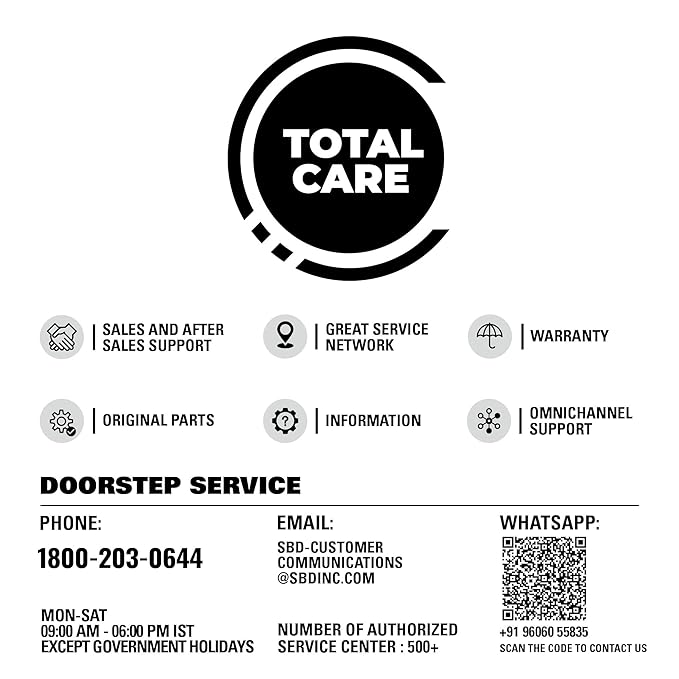 TOTAL
CARE
SALES AND AFTER
SALES SUPPORT
GREAT SERVICE
NETWORK
WARRANTY
ORIGINAL PARTS
?
INFORMATION
OMNICHANNEL
SUPPORT
DOORSTEP SERVICE
PHONE:
1800-203-0644
MON-SAT
09:00 AM - 06:00 PM IST
EXCEPT GOVERNMENT HOLIDAYS
EMAIL:
SBD-CUSTOMER
COMMUNICATIONS
@SBDINC.COM
NUMBER OF AUTHORIZED
SERVICE CENTER : 500+
WHATSAPP:
+91 96060 55835
SCAN THE CODE TO CONTACT US